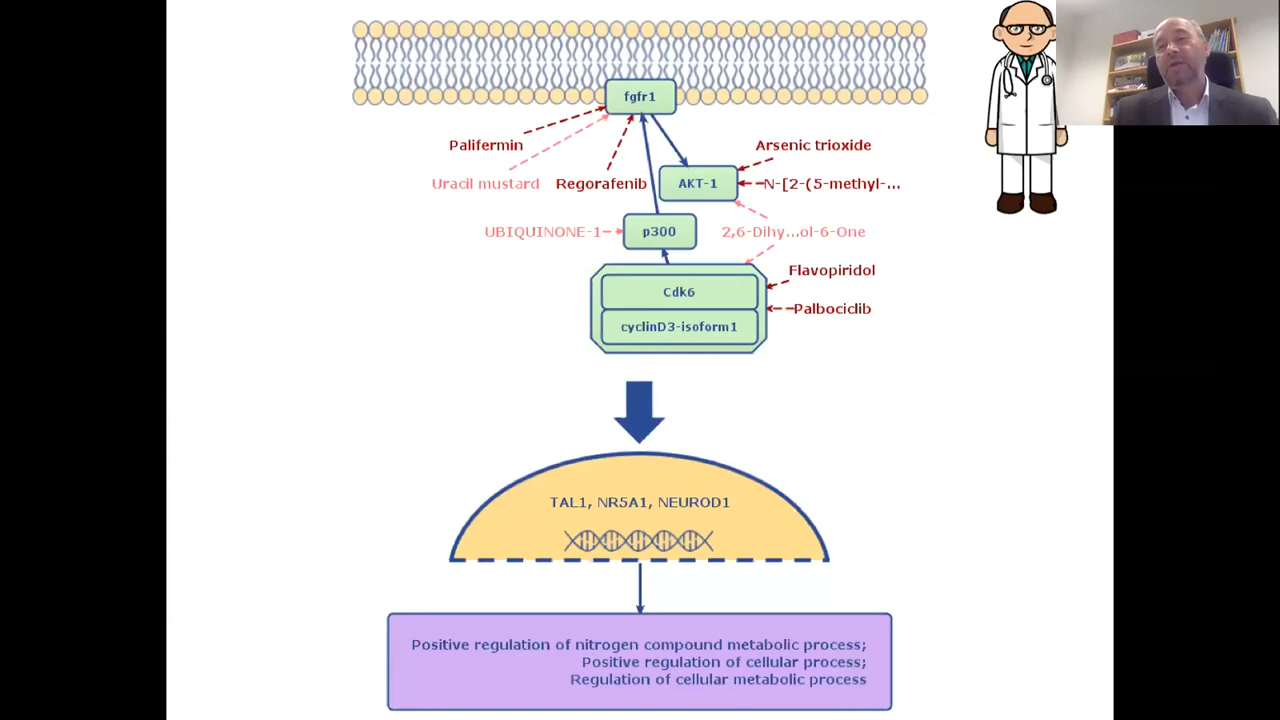 fgfr1
Palifermin
Arsenic trioxide
Uracil mustard
Regorafenib
AKT-1
N-[2-(5-methyl-...
UBIQUINONE-1
p300
2,6-Dihy...ol-6-One
Flavopiridol
Cdk6
Palbociclib
cyclinD3-isoform1
TAL1, NR5A1, NEUROD1
Positive regulation of nitrogen compound metabolic process;
Positive regulation of cellular process;
Regulation of cellular metabolic process